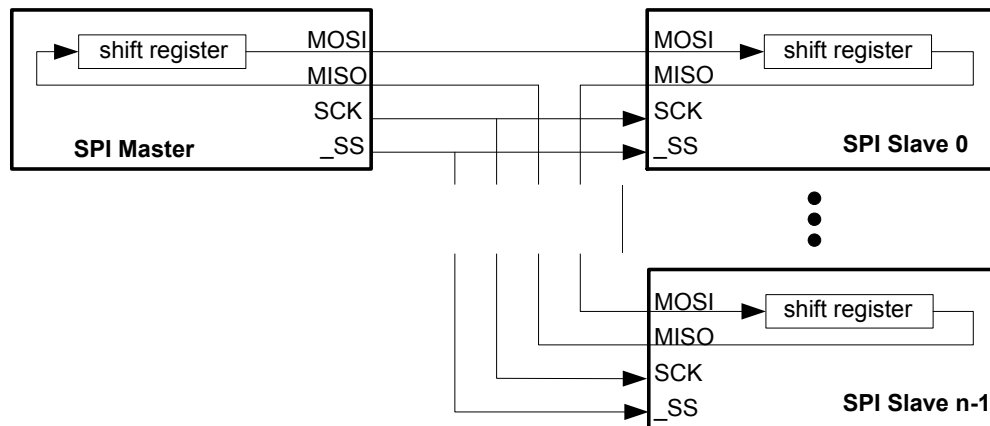 shift register
MOSI
MISO
SCK
_SS
SPI Master
MOSI
shift register
MISO
SCK
_SS
SPI Slave 0
MOSI
shift register
MISO
SCK
_SS
SPI Slave n-1